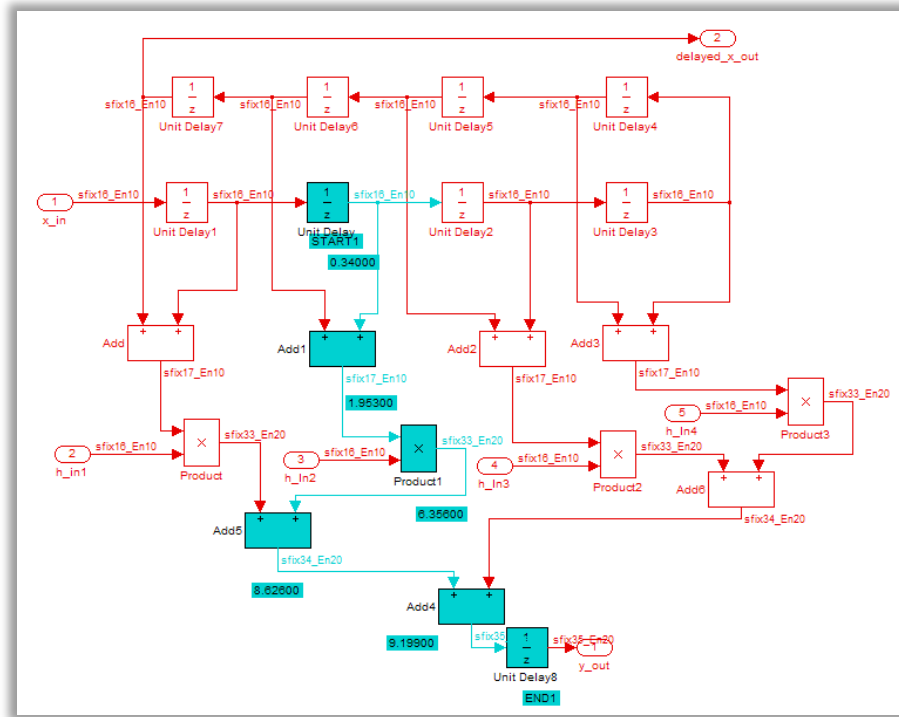 2
delayed_x_out
1
z
sfix16_En10
Unit Delay7
1
z
sfix16_En10
Unit Delay6
1
z
sfix16_En10
Unit Delay5
1
z
sfix16_En10
Unit Delay4
1
x_in
sfix16_En10
1
z
Unit Delay1
sfix16_En10
1
z
Unit Delay
START1
0.34000
sfix16_En10
1
z
Unit Delay2
sfix16_En10
1
z
Unit Delay3
sfix16_En10
Add
+ +
sfix17_En10
Add1
+ +
sfix17_En10
1.95300
Add2
+ +
sfix17_En10
Add3
+ +
sfix17_En10
5
h_In4
sfix16_En10
×
Product3
sfix33_En20
2
h_in1
sfix16_En10
×
Product
sfix33_En20
3
h_In2
sfix16_En10
×
Product1
sfix33_En20
6.35600
4
h_In3
sfix16_En10
×
Product2
sfix33_En20
Add6
+ +
sfix34_En20
Add5
+ +
sfix34_En20
8.62600
Add4
+ +
9.19900
sfix35
1
z
Unit Delay8
END1
sfix35_En20
1
y_out